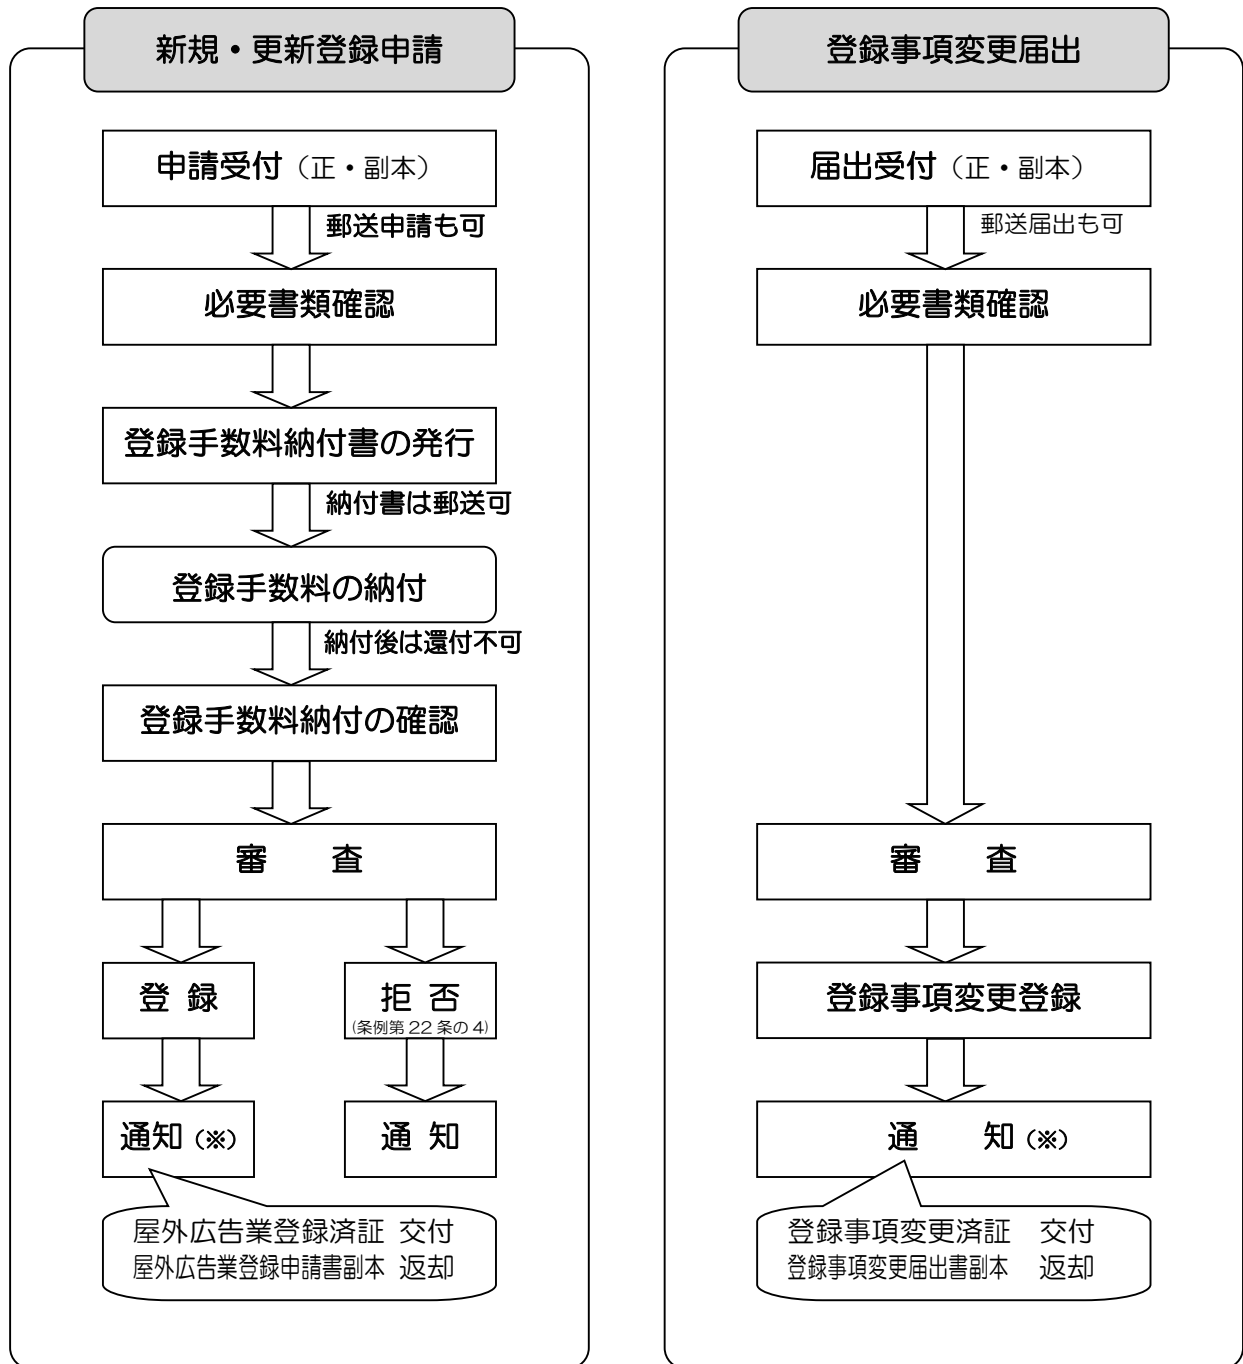 新規・更新登録申請
申請受付（正・副本）
郵送申請も可
必要書類確認
登録手数料納付書の発行
納付書は郵送可
登録手数料の納付
納付後は還付不可
登録手数料納付の確認
審　　査
登 録
拒 否
(条例第 22 条の 4)
通知（※）
通 知
屋外広告業登録済証 交付
屋外広告業登録申請書副本 返却
登録事項変更届出
届出受付（正・副本）
郵送届出も可
必要書類確認
審　　査
登録事項変更登録
通　　知（※）
登録事項変更済証　交付
登録事項変更届出書副本　返却